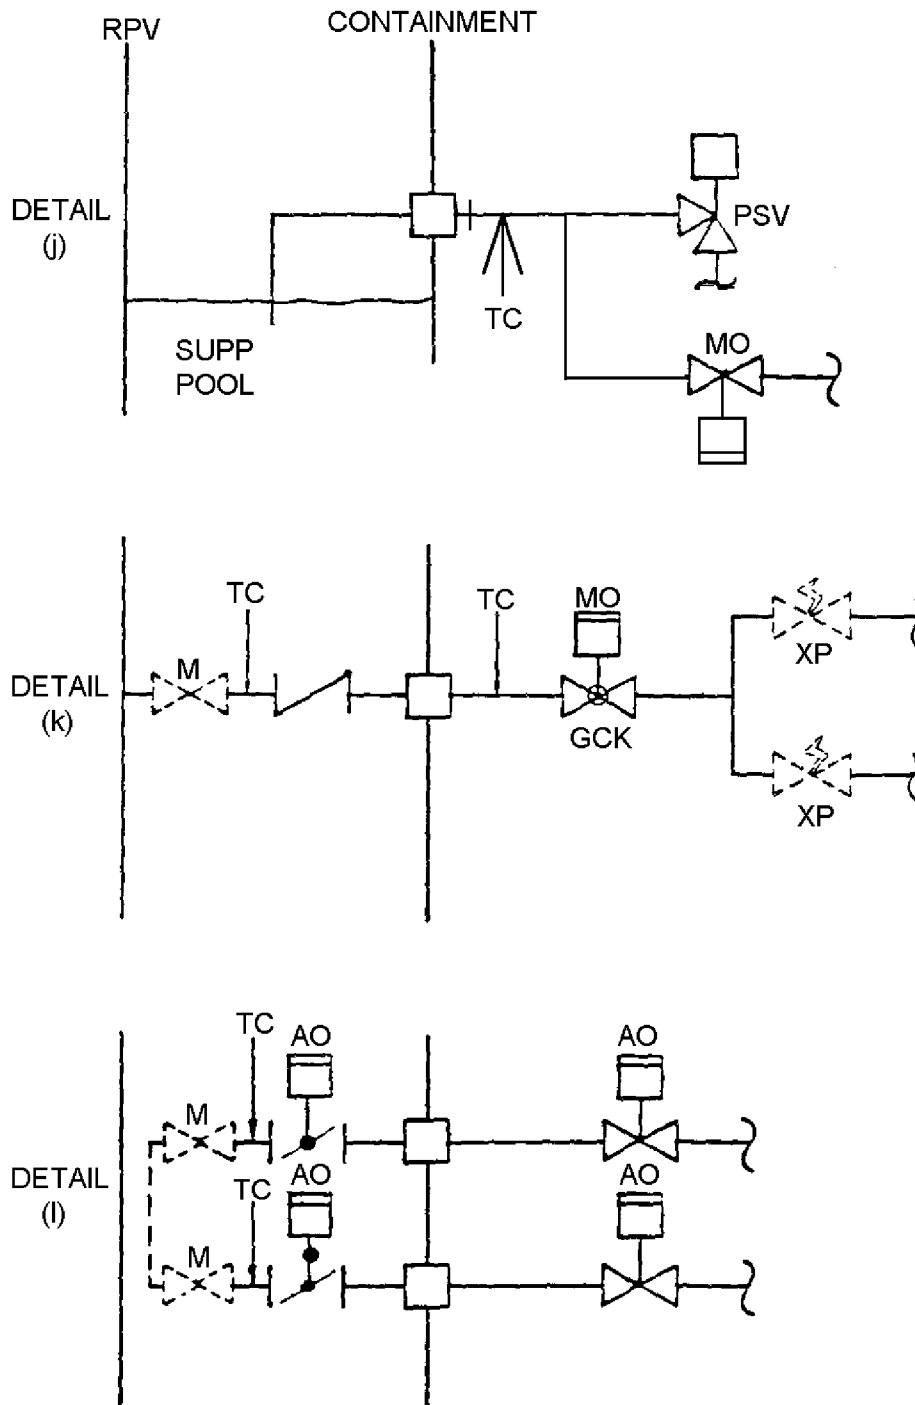 RPV
CONTAINMENT
DETAIL
(j)
PSV
TC
SUPP
POOL
MO
TC
TC
MO
M
DETAIL
(k)
GCK
XP
XP
TC
AO
AO
M
DETAIL
(l)
TC
AO
AO
M